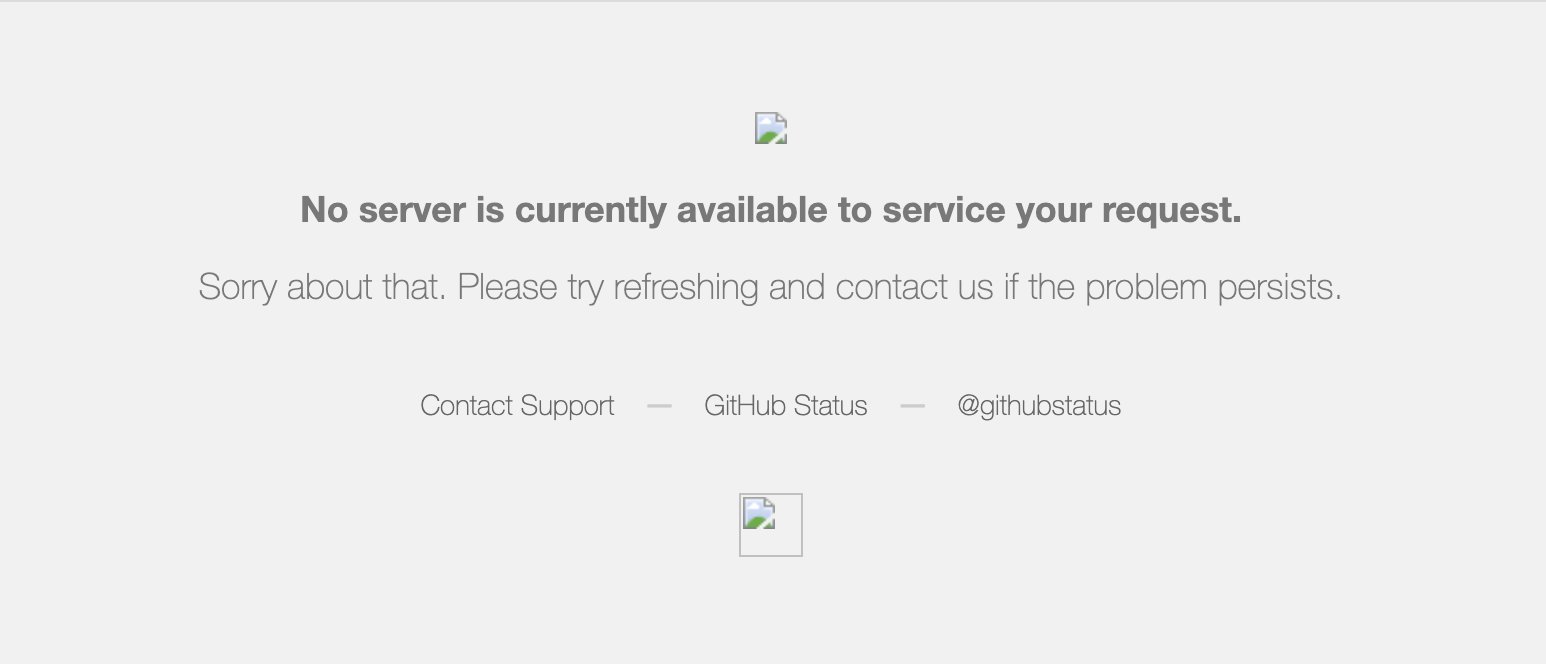 No server is currently available to service your request.
Sorry about that. Please try refreshing and contact us if the problem persists.
Contact Support — GitHub Status — @githubstatus